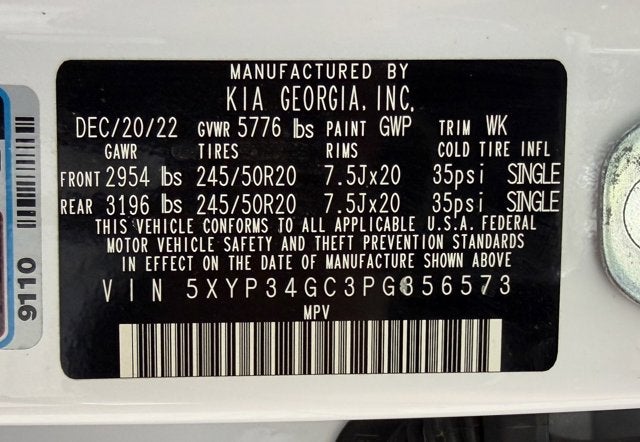 MANUFACTURED BY
KIA GEORGIA, INC,
DEC/20/22 GVWR 5776 lbs PAINT GWP TRIM WK
GAWR TIRES RIMS COLD TIRE INFL
FRONT 2954 lbs 245/50R20 7.5Jx20 35psi SINGLE
REAR 3196 lbs 245/50R20 7.5Jx20 35psi SINGLE
THIS VEHICLE CONFORMS TO ALL APPLICABLE U.S.A. FEDERAL
MOTOR VEHICLE SAFETY AND THEFT PREVENTION STANDARDS
IN EFFECT ON THE DATE OF MANUFACTURE SHOWN ABOVE
VIN 5XYP34GC3PG356573
MPV
9110